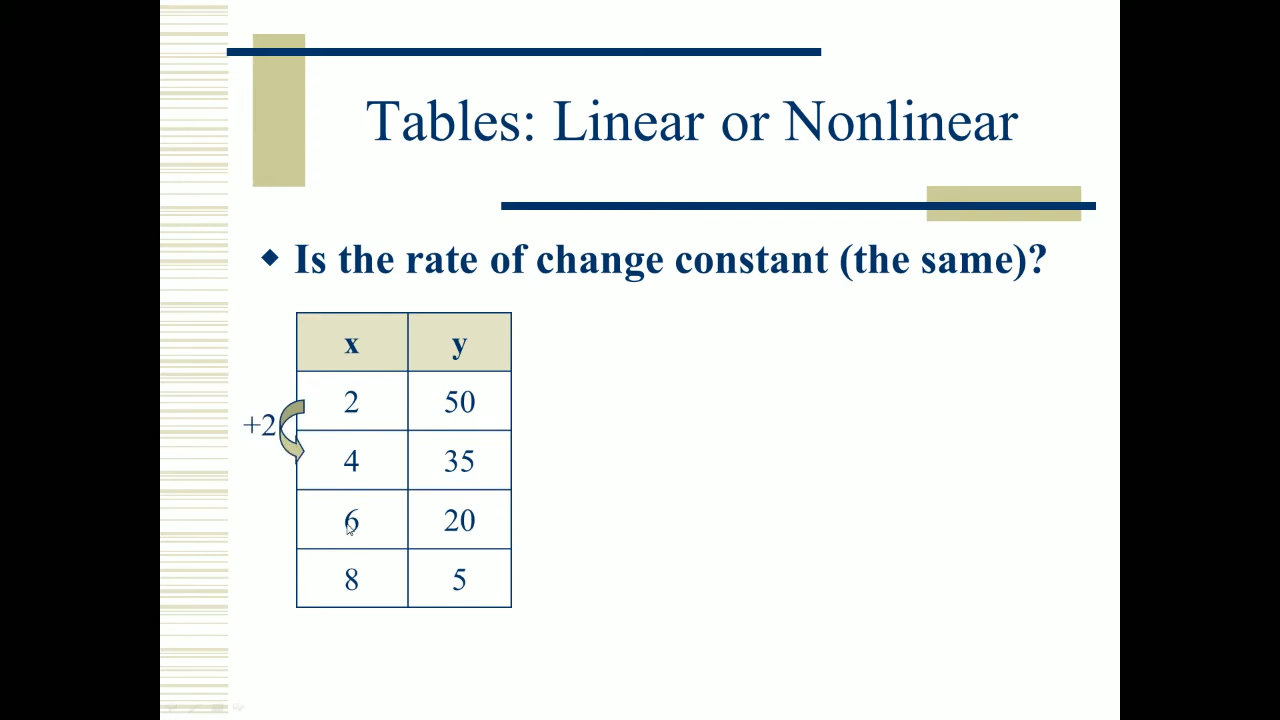 Tables: Linear or Nonlinear
Is the rate of change constant (the same)?
x y
2 50
+2
4 35
6 20
8 5